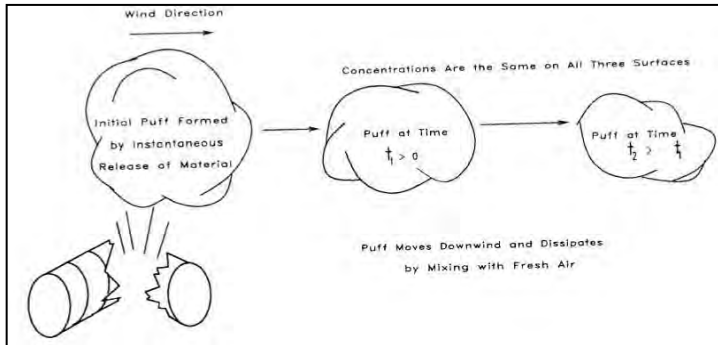 Wind Direction
Concentrations Are the Same on All Three Surfaces
Initial Puff Formed
by Instantaneous
Release of Material
Puff at Time
t₁ > 0
Puff at Time
t₂ > t₁
Puff Moves Downwind and Dissipates
by Mixing with Fresh Air